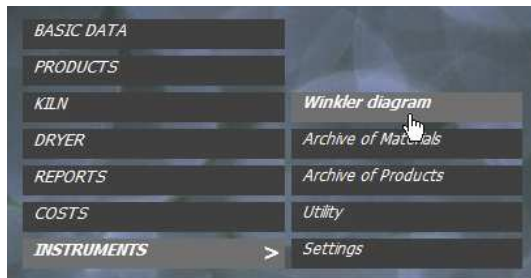 BASIC DATA
PRODUCTS
KILN
DRYER
REPORTS
COSTS
INSTRUMENTS >
Winkler diagram
Archive of Materials
Archive of Products
Utility
Settings